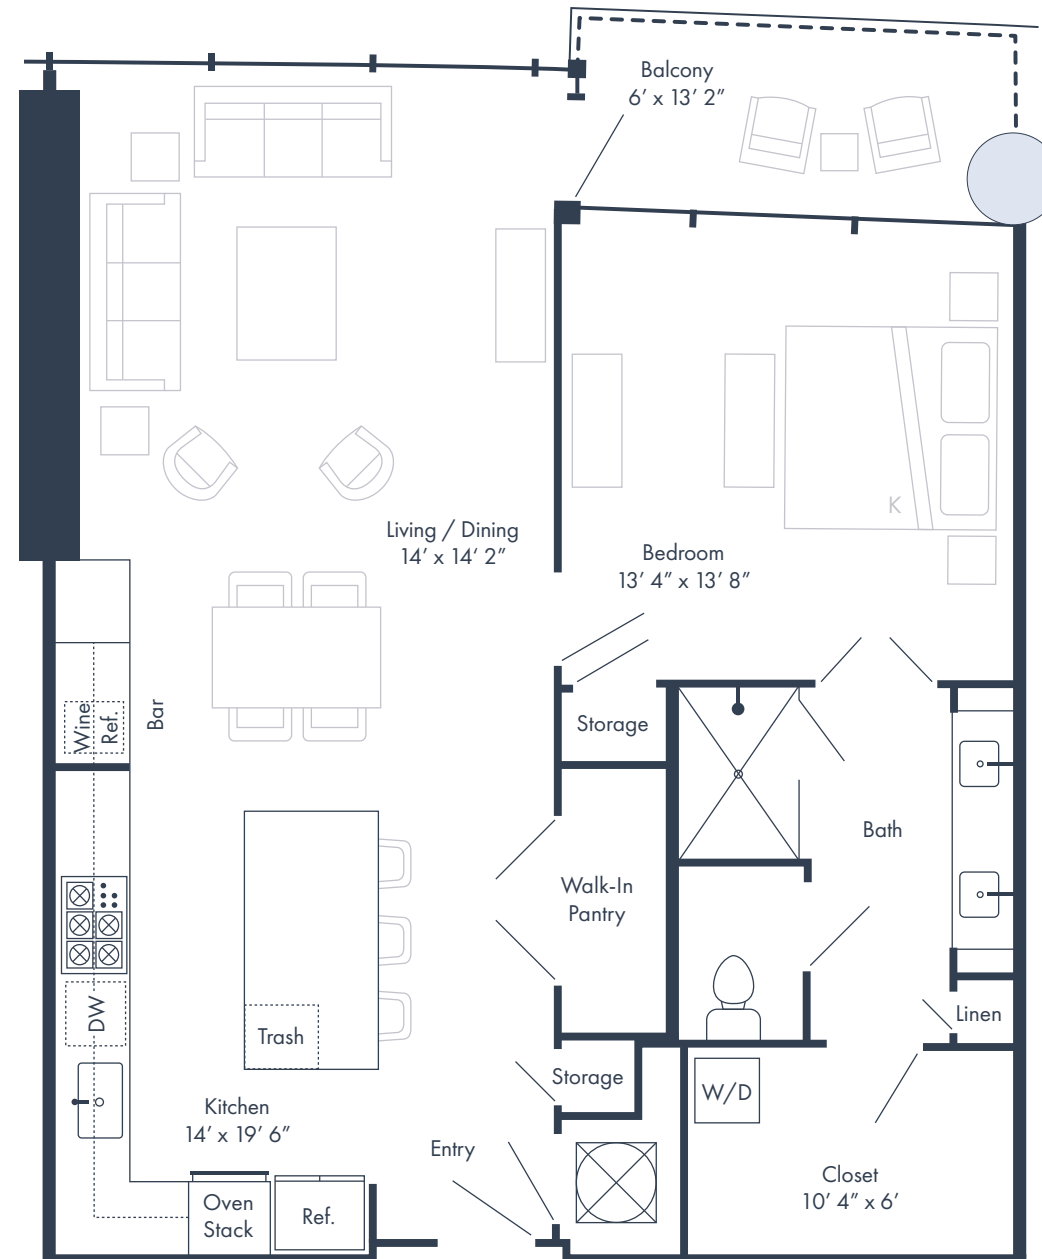 Balcony
6’ x 13’ 2”
Living / Dining
14’ x 14’ 2”
Bedroom
13’ 4” x 13’ 8”
K
Wine
Ref.
Bar
Storage
Bath
Walk-In
Pantry
DW
Trash
Linen
Storage
W/D
Kitchen
14’ x 19’ 6”
Entry
Closet
10’ 4” x 6’
Oven
Stack
Ref.